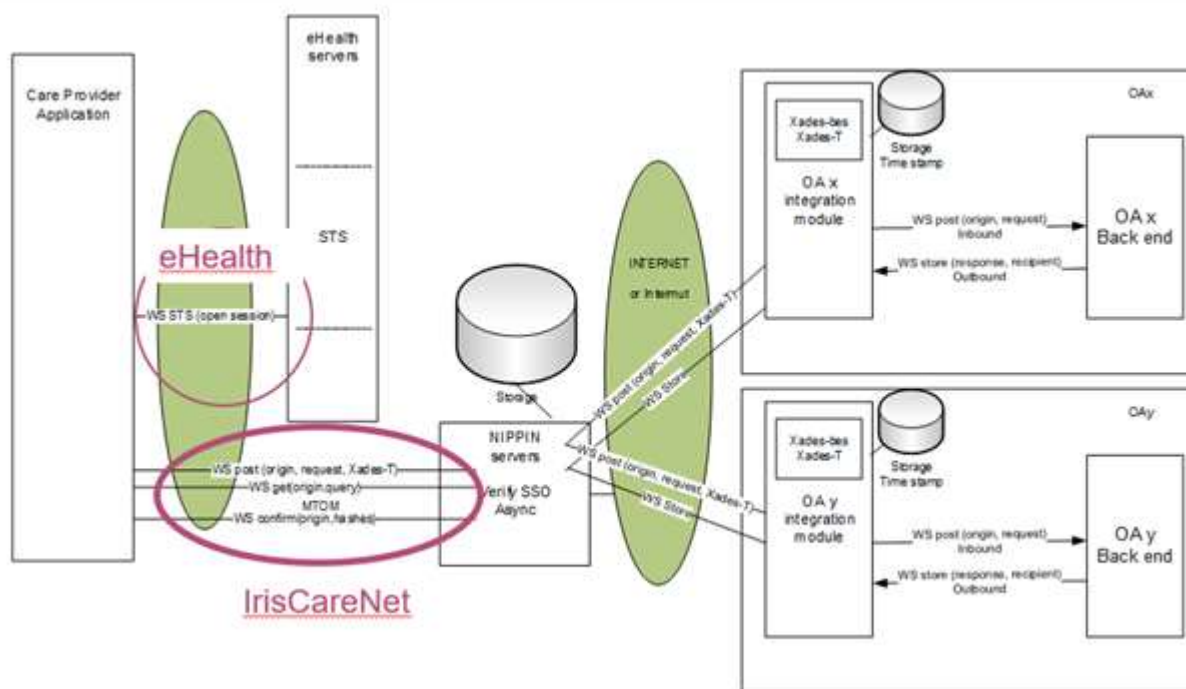 Care Provider
Application
eHealth
servers
STS
eHealth
WS STS (open session)
WS post (origin, request, Xades-T)
WS get(origin,query)
MTOM
WS confirm(origin,hashes)
IrisCareNet
Storage
NIPPIN
servers
Verify SSO
Async
INTERNET
or Internut
WS post (origin, request, Xades-T)
WS Store
WS post (origin, request, Xades-T)
WS Store
OAx
Xades-bes
Xades-T
Storage
Time stamp
OA x
integration
module
WS post (origin, request)
Inbound
WS store (response, recipient)
Outbound
OA x
Back end
OAy
Xades-bes
Xades-T
Storage
Time stamp
OA y
integration
module
WS post (origin, request)
Inbound
WS store (response, recipient)
Outbound
OA y
Back end